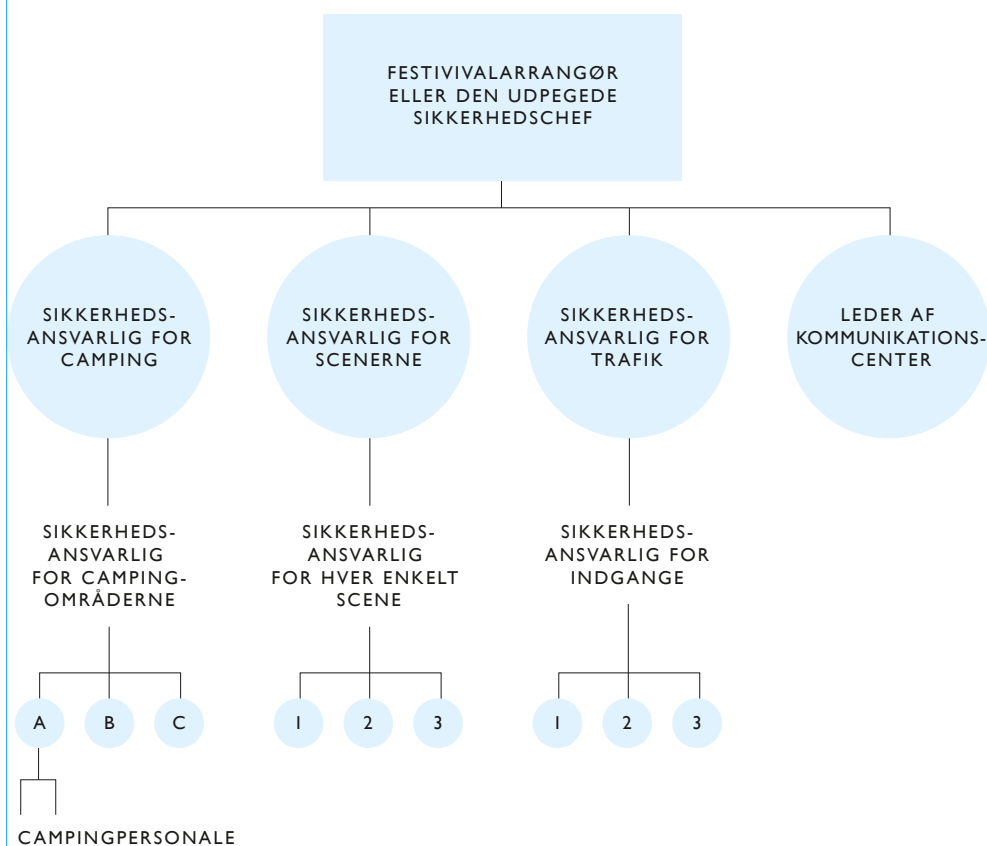 FESTIVIVALARRANGØR
ELLER DEN UDPEGEDE
SIKKERHEDSCHEF
SIKKERHEDS-
ANSVARLIG FOR
CAMPING
SIKKERHEDS-
ANSVARLIG FOR
SCENERNE
SIKKERHEDS-
ANSVARLIG FOR
TRAFIK
LEDER AF
KOMMUNIKATIONS-
CENTER
SIKKERHEDS-
ANSVARLIG
FOR CAMPING-
OMRÅDERNE
SIKKERHEDS-
ANSVARLIG
FOR HVER ENKELT
SCENE
SIKKERHEDS-
ANSVARLIG FOR
INDGANGE
A
B
C
1
2
3
1
2
3
CAMPINGPERSONALE